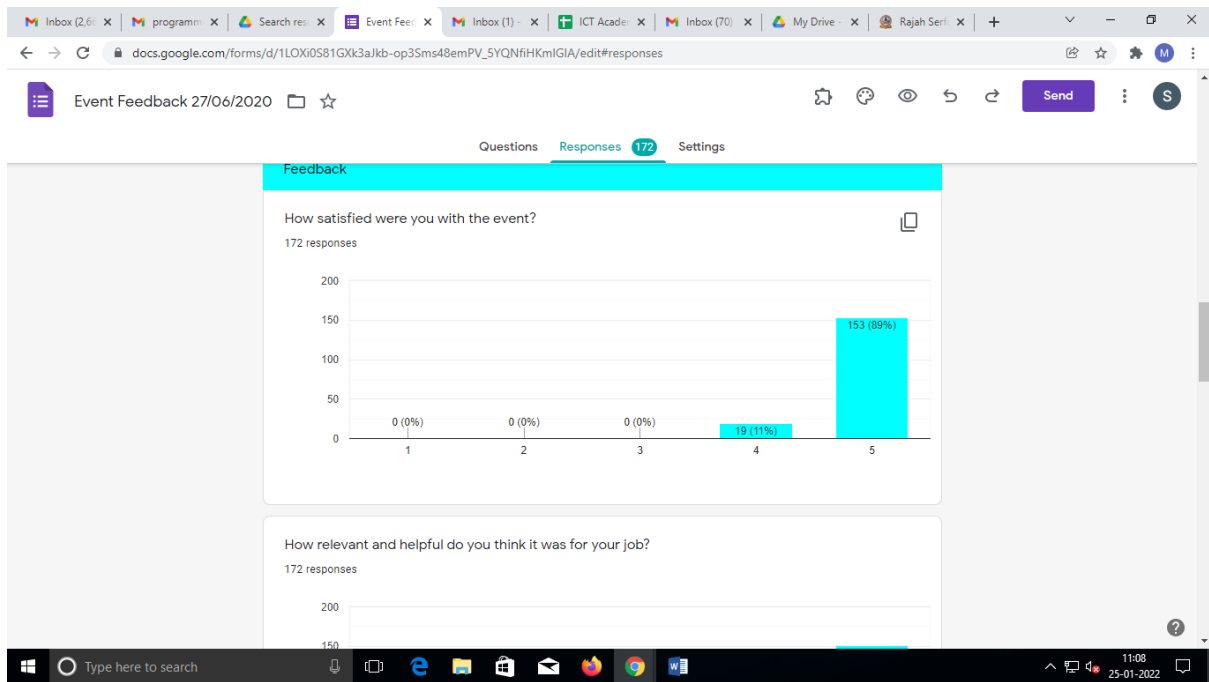 Inbox (2,6 programm Search res Event Feed Inbox (1) - ICT Acader Inbox (70) My Drive - Rajah Serf
docs.google.com/forms/d/1LOXi0S81GXk3aJkb-op3Sms48emPV_5YQNfiHKmIGIA/edit#responses M
Event Feedback 27/06/2020 Send S
Questions Responses 172 Settings
Feedback
How satisfied were you with the event?
172 responses
200
150
100
50
0
0 (0%) 0 (0%) 0 (0%) 19 (11%) 153 (89%)
1 2 3 4 5
How relevant and helpful do you think it was for your job?
172 responses
200
150
Type here to search
11:08
25-01-2022